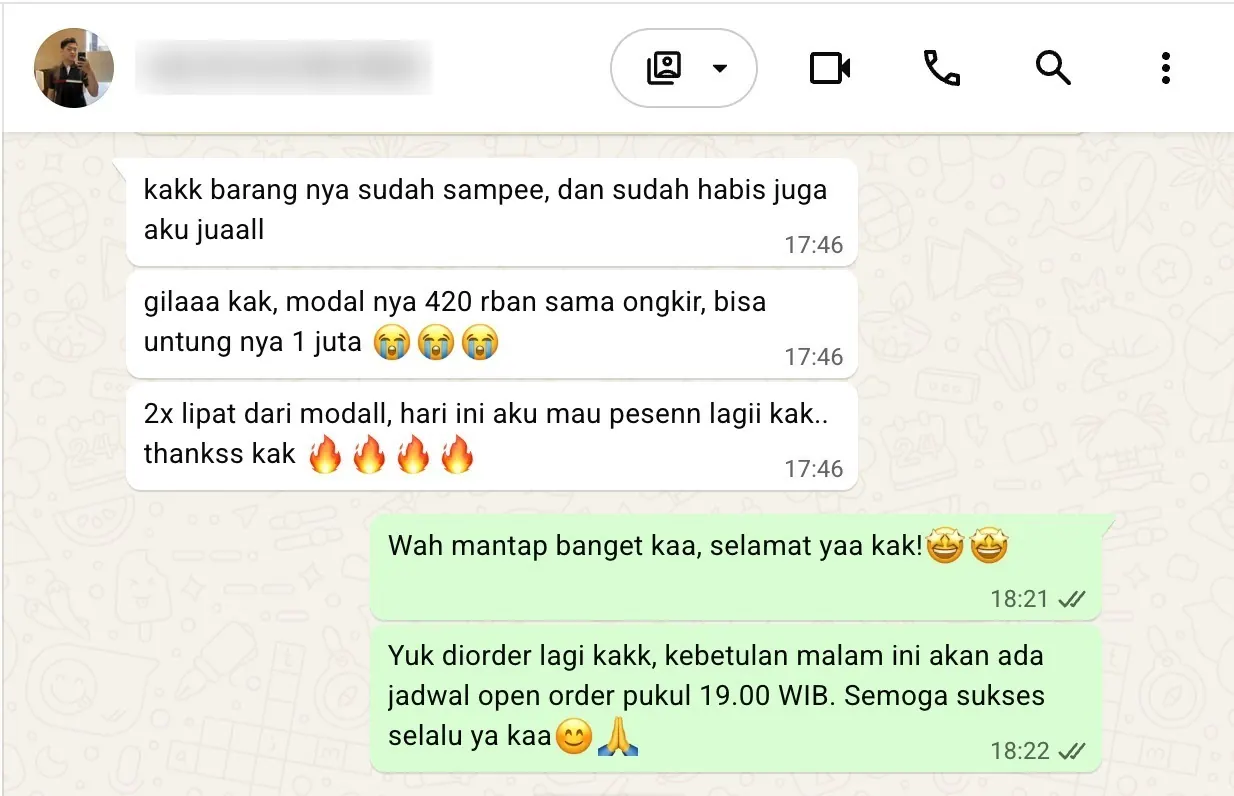 kakk barang nya sudah sampee, dan sudah habis juga
aku juaall
17:46
gilaaa kak, modal nya 420 rban sama ongkir, bisa
untung nya 1 juta 😭😭😭
17:46
2x lipat dari modall, hari ini aku mau pesenn lagii kak..
thankss kak 🔥🔥🔥🔥
17:46
Wah mantap banget kaa, selamat yaa kak!🤩🤩
18:21
Yuk diorder lagi kakk, kebetulan malam ini akan ada
jadwal open order pukul 19.00 WIB. Semoga sukses
selalu ya kaa😊🙏
18:22